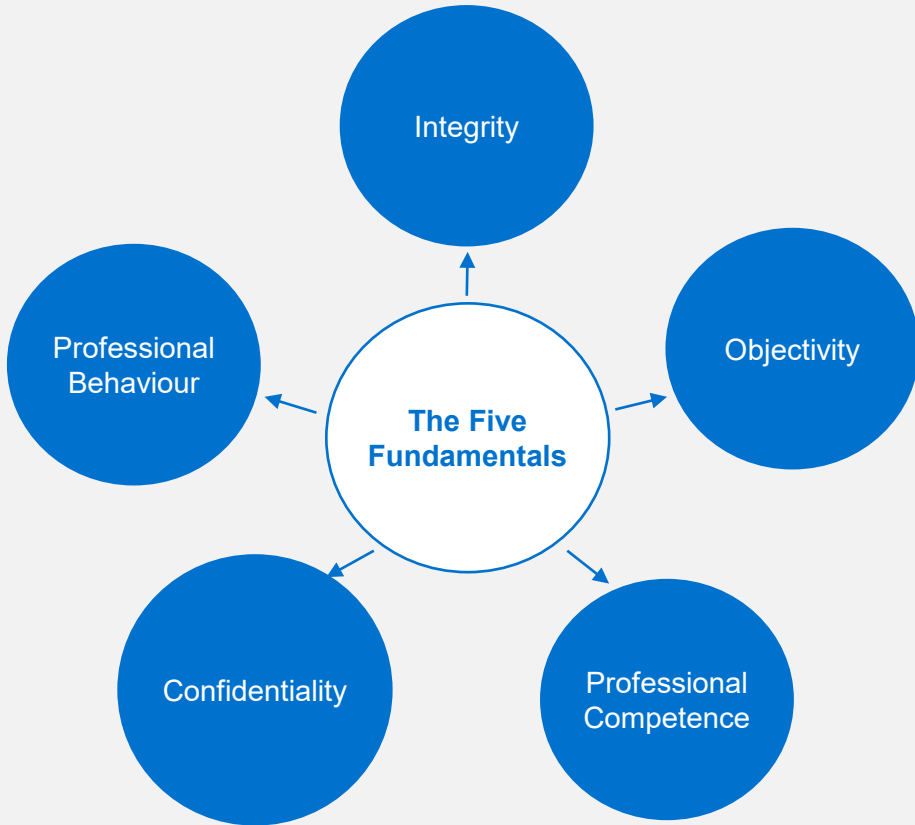 Integrity
Professional
Behaviour
Objectivity
The Five
Fundamentals
Confidentiality
Professional
Competence